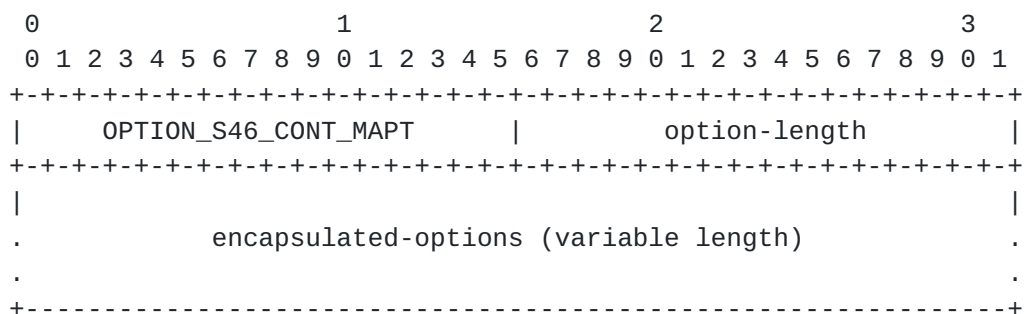 0                   1                   2                   3
 0 1 2 3 4 5 6 7 8 9 0 1 2 3 4 5 6 7 8 9 0 1 2 3 4 5 6 7 8 9 0 1
+-+-+-+-+-+-+-+-+-+-+-+-+-+-+-+-+-+-+-+-+-+-+-+-+-+-+-+-+-+-+-+-+
|     OPTION_S46_CONT_MAPT      |         option-length         |
+-+-+-+-+-+-+-+-+-+-+-+-+-+-+-+-+-+-+-+-+-+-+-+-+-+-+-+-+-+-+-+-+
|                                                               |
.            encapsulated-options (variable length)             .
.                                                               .
+---------------------------------------------------------------+